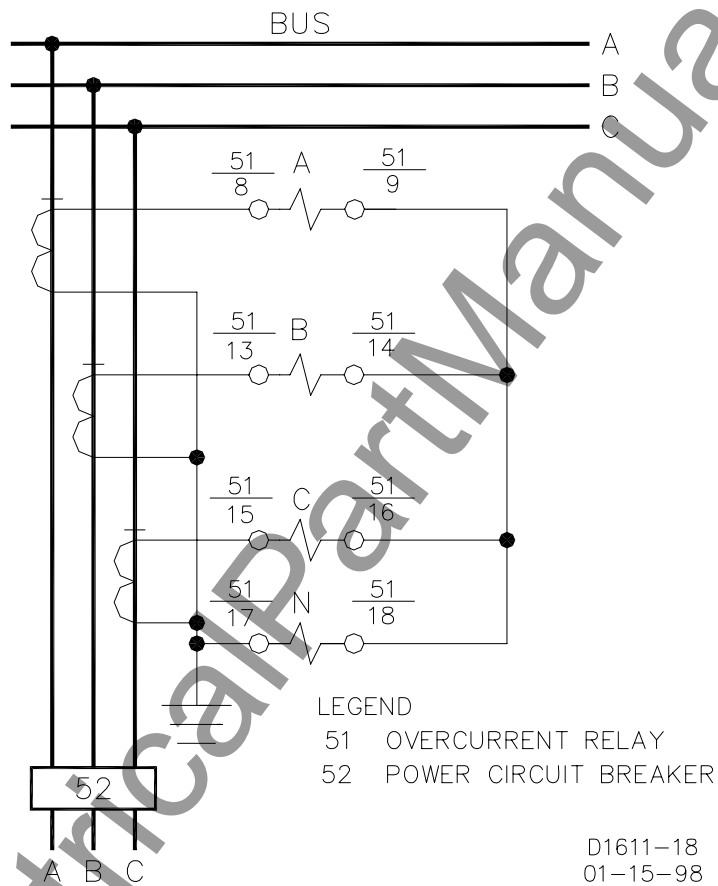 BUS
A
B
C
51 A 51
8 9
51 B 51
13 14
51 C 51
15 16
51 N 51
17 18
LEGEND
51 OVERCURRENT RELAY
52 POWER CIRCUIT BREAKER
52
A B C
D1611-18
01-15-98
tricalPartManua